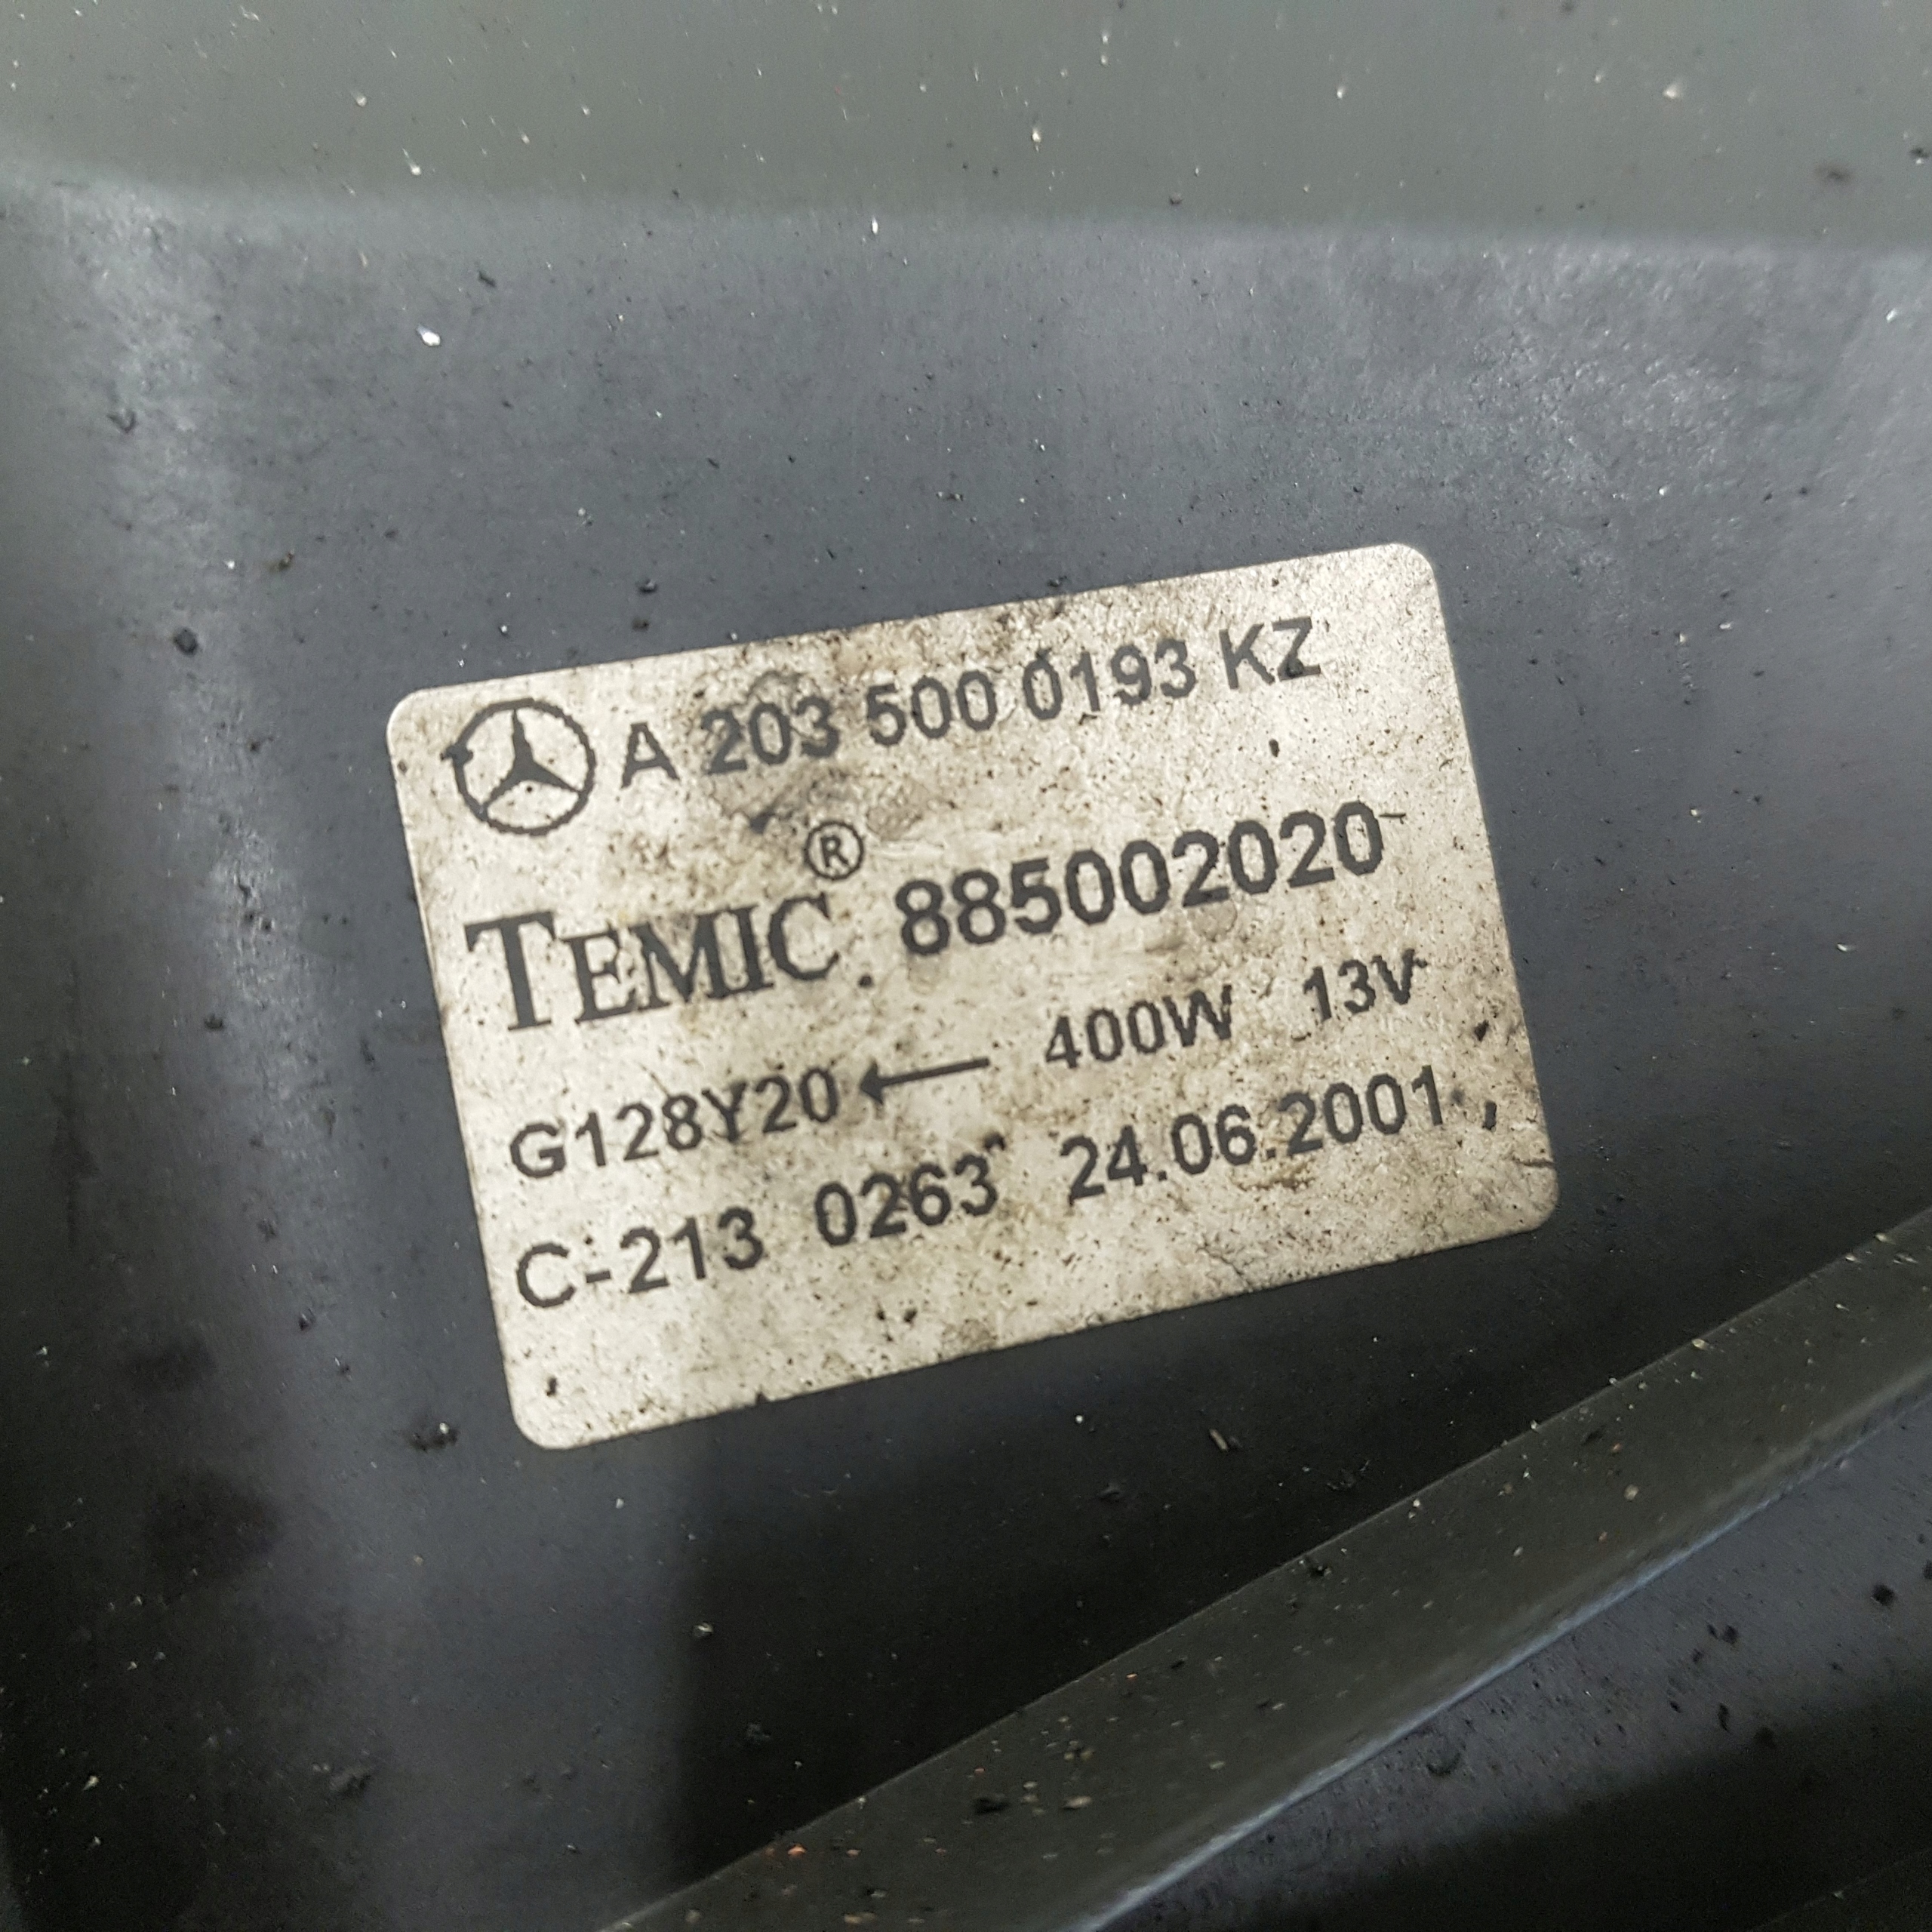 A 203 500 0193 KZ
TEMIC® 885002020
G128Y20 ← 400W 13V
C-213 0263 24.06.2001